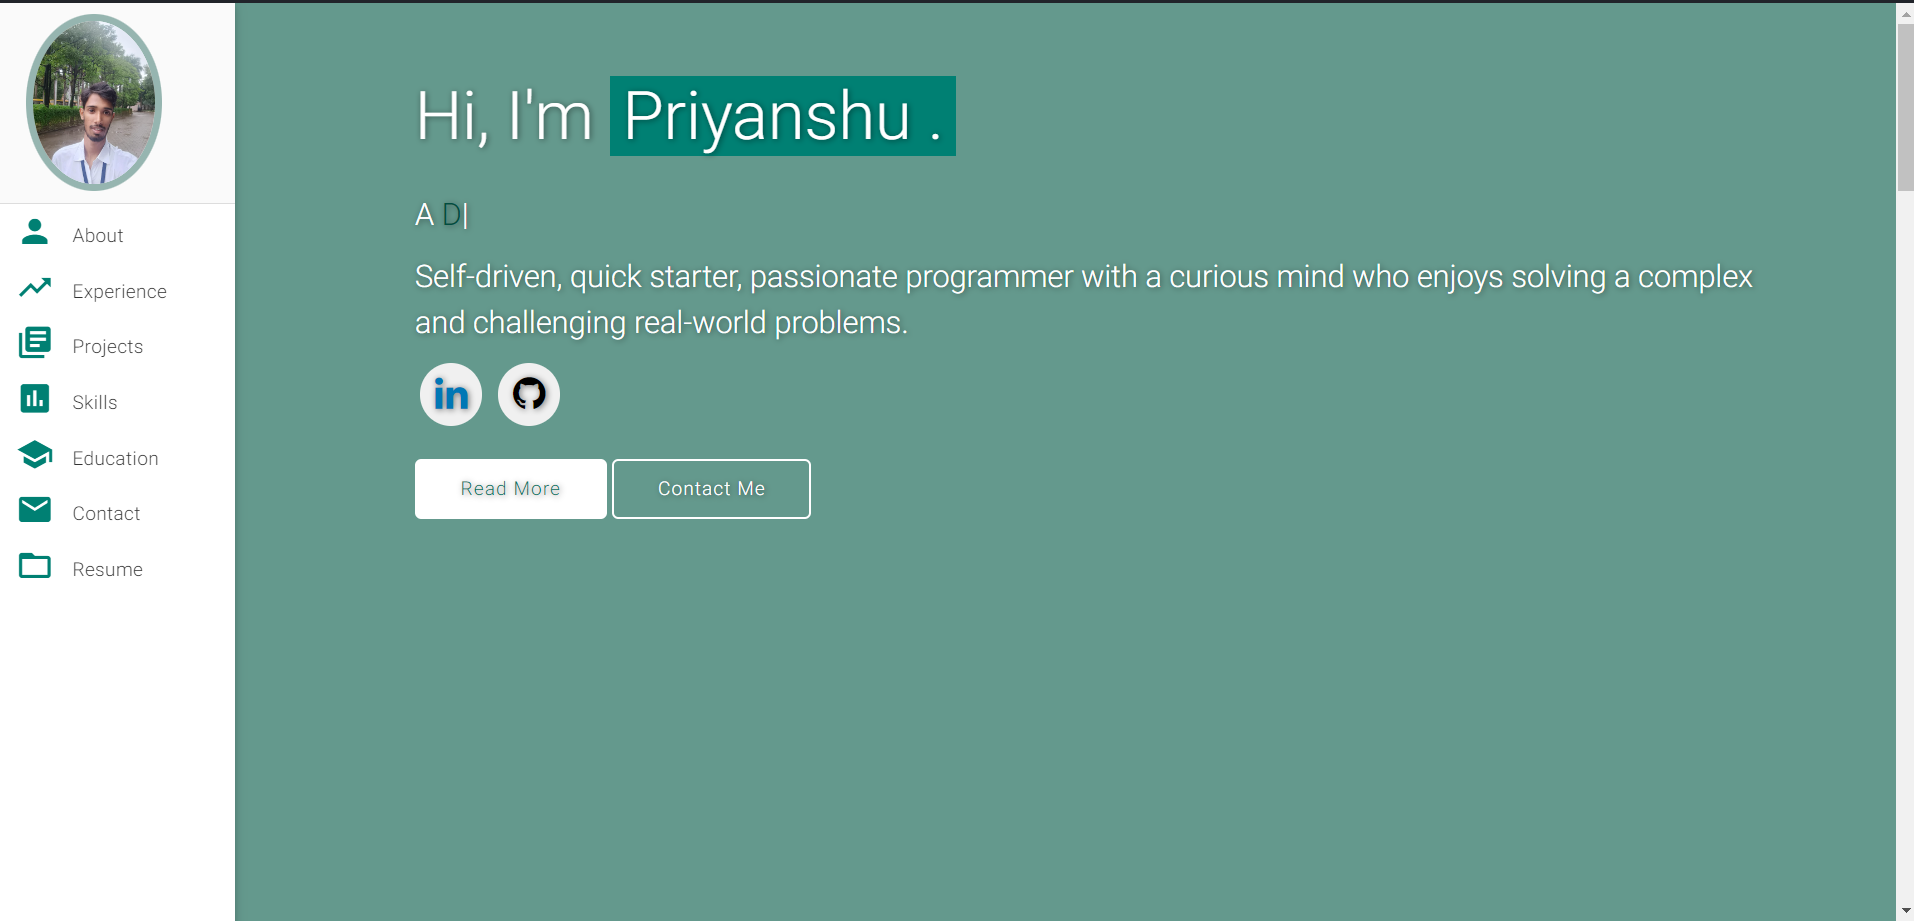 About
Experience
Projects
Skills
Education
Contact
Resume
Hi, I'm Priyanshu .
A D|
Self-driven, quick starter, passionate programmer with a curious mind who enjoys solving a complex
and challenging real-world problems.
in
Read More
Contact Me